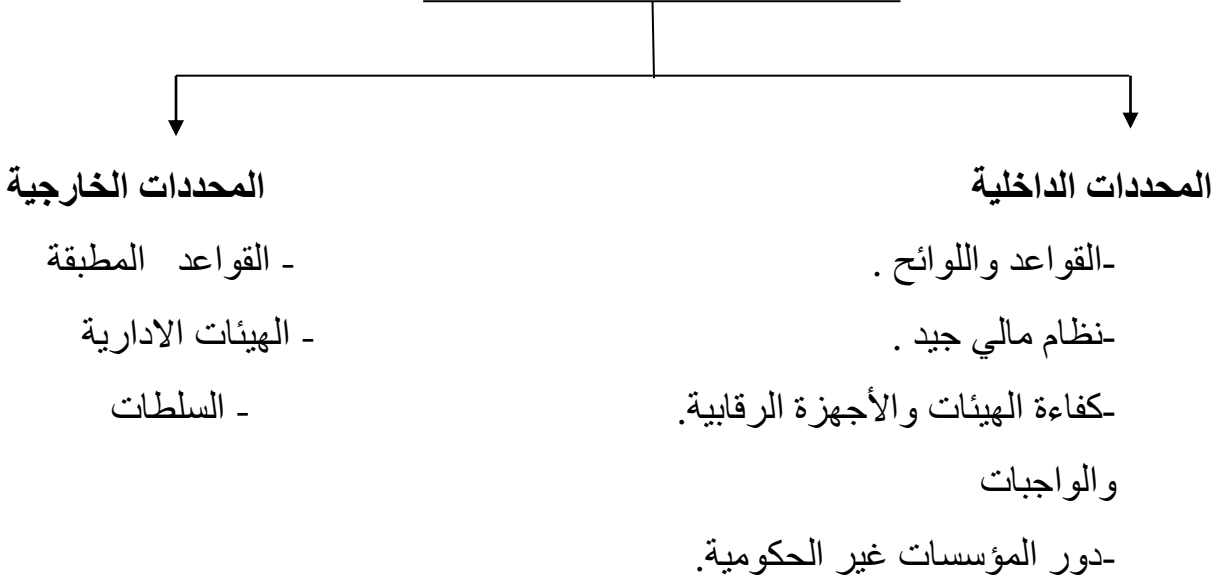 المحددات الداخلية المحددات الخارجية
-القواعد واللوائح . - القواعد المطبقة
-نظام مالي جيد . - الهيئات الادارية
-كفاءة الهيئات والأجهزة الرقابية. - السلطات
والواجبات
-دور المؤسسات غير الحكومية.